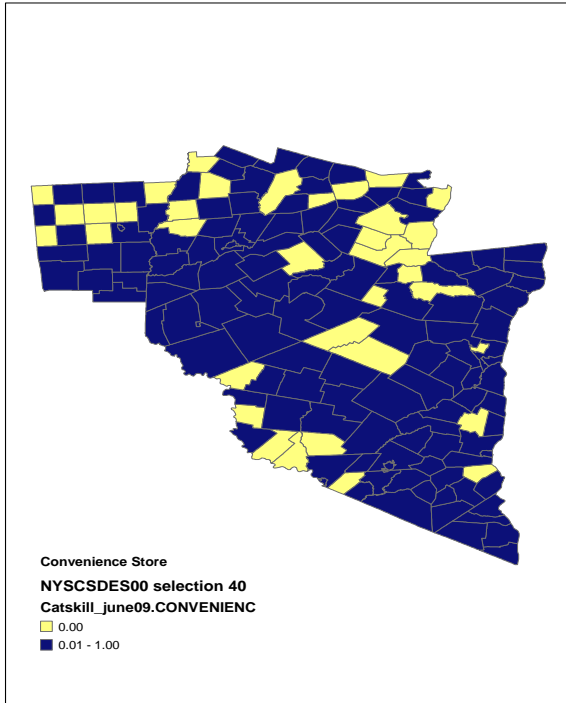 Convenience Store
NYSCSDES00 selection 40
Catskill_june09.CONVENIENC
0.00
0.01 - 1.00